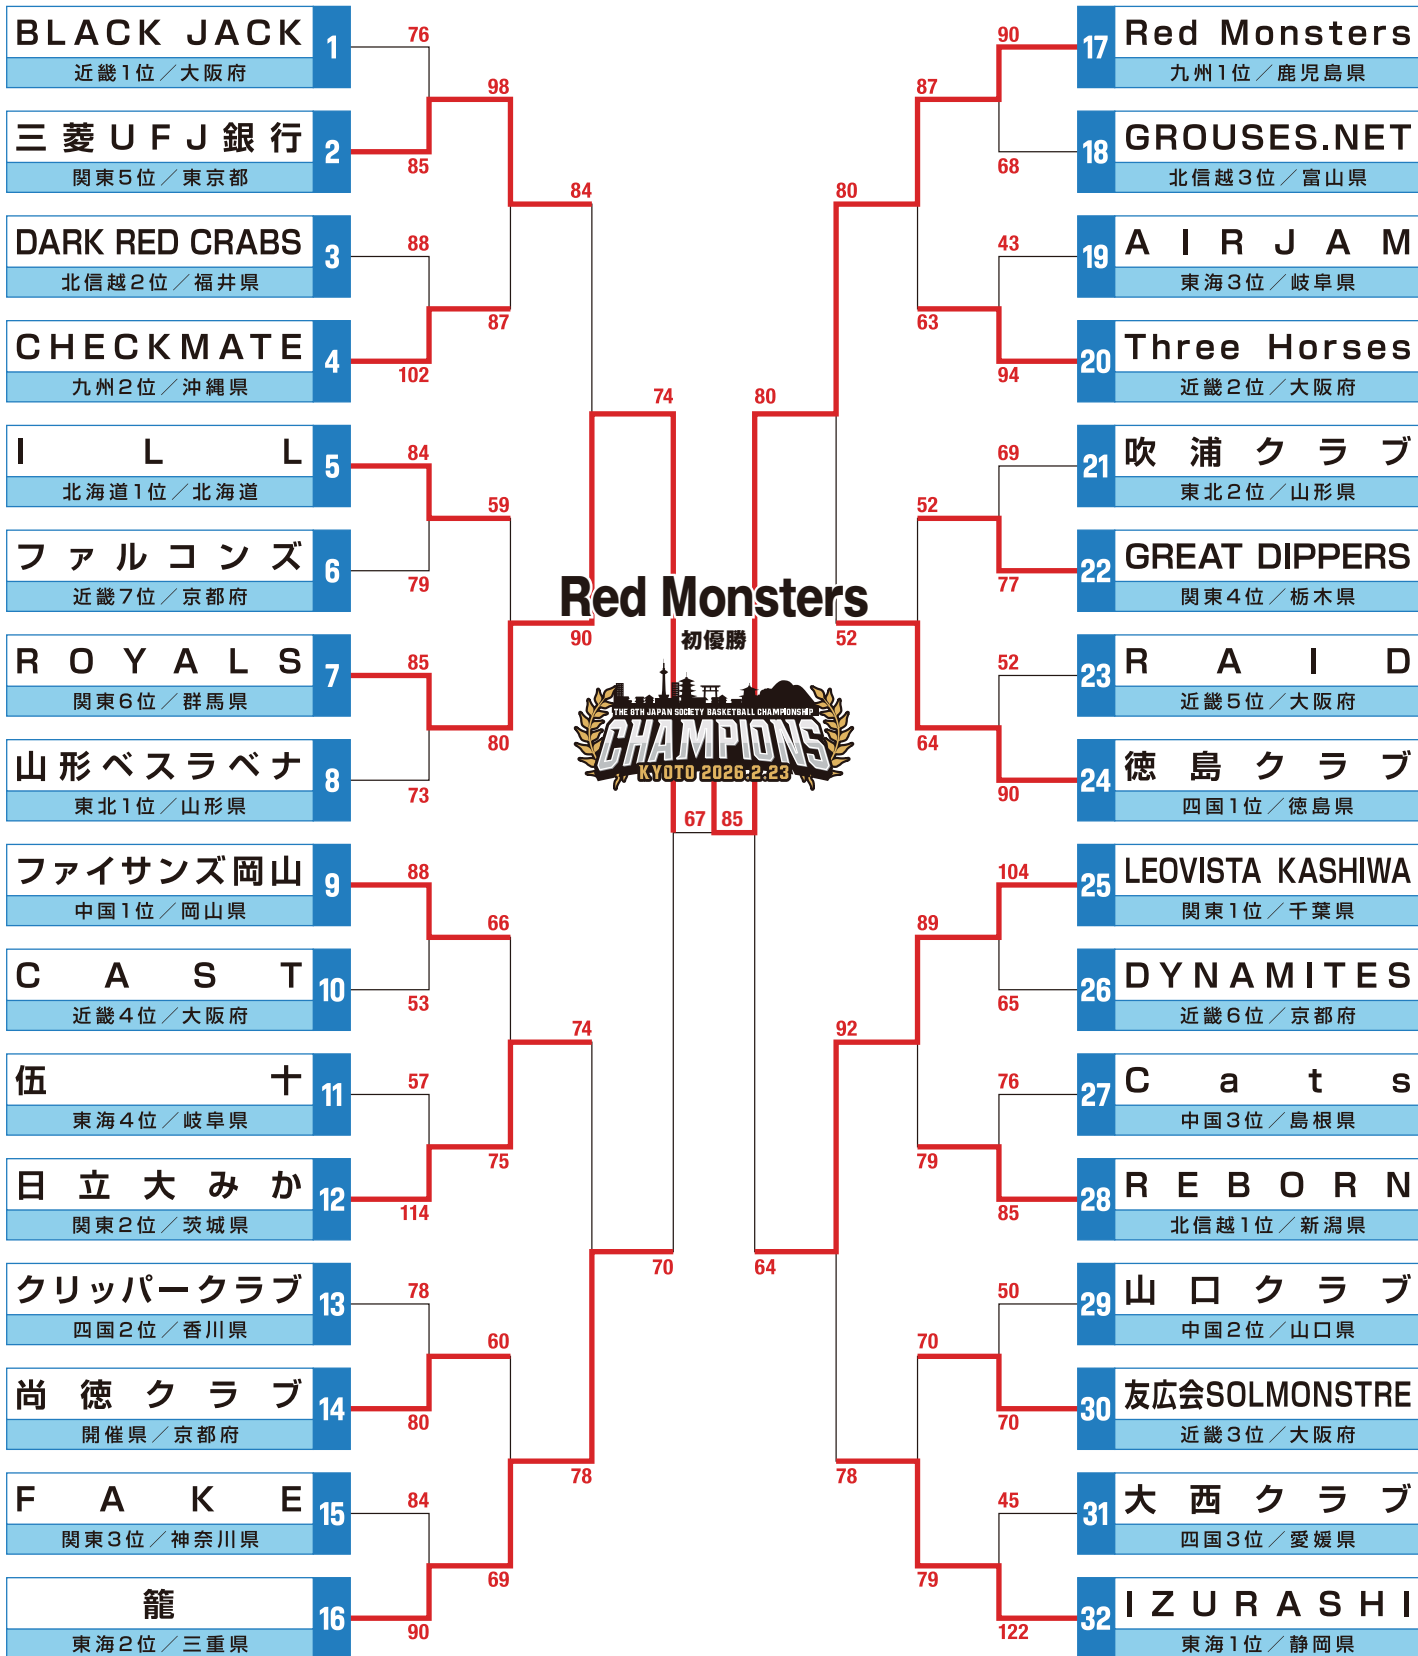 BLACK JACK
1
近畿1位／大阪府
三菱UFJ銀行
2
関東5位／東京都
DARK RED CRABS
3
北信越2位／福井県
CHECKMATE
4
九州2位／沖縄県
ILL
5
北海道1位／北海道
ファルコンズ
6
近畿7位／京都府
ROYALS
7
関東6位／群馬県
山形ベスラベナ
8
東北1位／山形県
ファイサンズ岡山
9
中国1位／岡山県
CAST
10
近畿4位／大阪府
伍十
11
東海4位／岐阜県
日立大みか
12
関東2位／茨城県
クリッパークラブ
13
四国2位／香川県
尚徳クラブ
14
開催県／京都府
FAKE
15
関東3位／神奈川県
籠
16
東海2位／三重県
76
85
88
102
84
79
85
73
88
53
57
114
78
80
84
90
98
87
59
80
66
75
60
69
84
90
74
78
74
70
Red Monsters
初優勝
THE 8TH JAPAN SOCIETY BASKETBALL CHAMPIONSHIP
CHAMPIONS
KYOTO 2026.2.23
67
85
80
64
80
52
92
78
87
63
52
64
89
79
70
79
90
68
43
94
69
77
52
90
104
65
76
85
50
70
45
122
17
Red Monsters
九州1位／鹿児島県
18
GROUSES.NET
北信越3位／富山県
19
AIRJAM
東海3位／岐阜県
20
Three Horses
近畿2位／大阪府
21
吹浦クラブ
東北2位／山形県
22
GREAT DIPPERS
関東4位／栃木県
23
RAID
近畿5位／大阪府
24
徳島クラブ
四国1位／徳島県
25
LEOVISTA KASHIWA
関東1位／千葉県
26
DYNAMITES
近畿6位／京都府
27
Cats
中国3位／島根県
28
REBORN
北信越1位／新潟県
29
山口クラブ
中国2位／山口県
30
友広会SOLMONSTRE
近畿3位／大阪府
31
大西クラブ
四国3位／愛媛県
32
IZURASHI
東海1位／静岡県